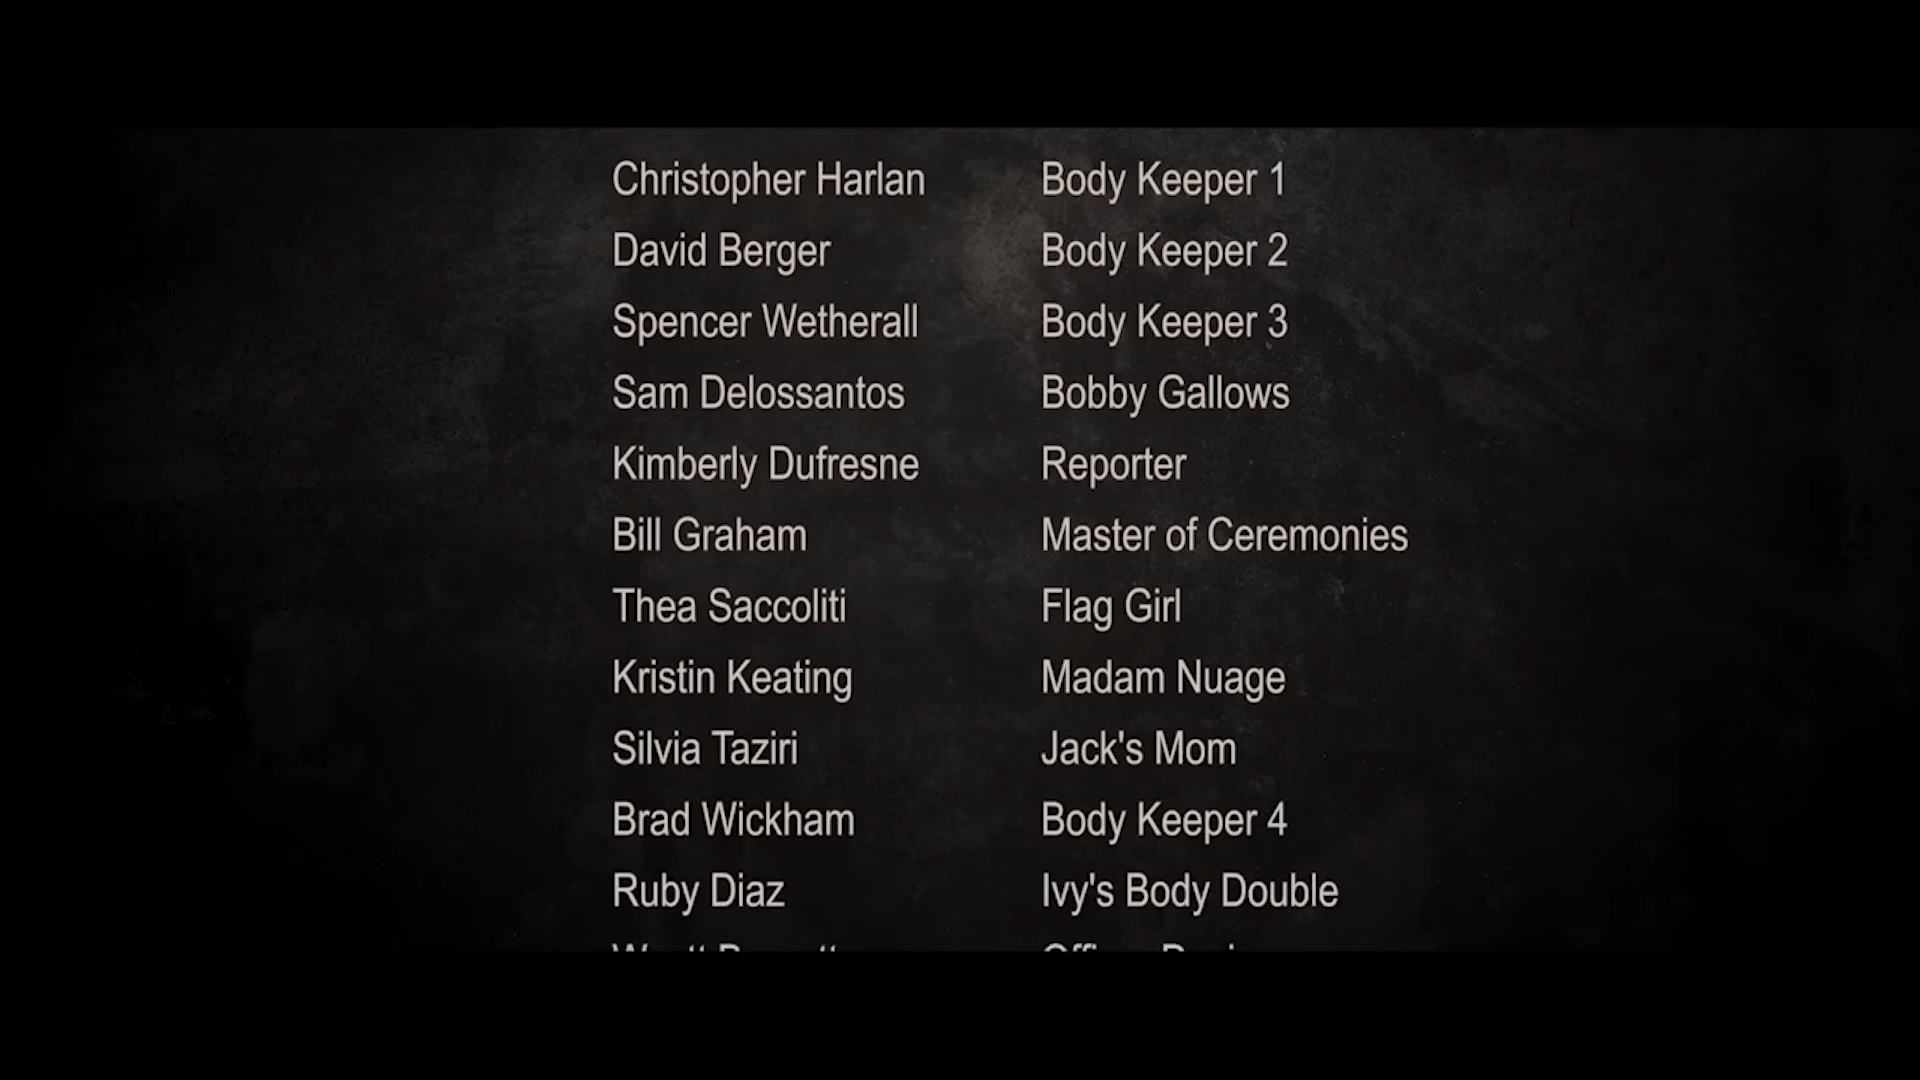 Christopher Harlan Body Keeper 1
David Berger Body Keeper 2
Spencer Wetherall Body Keeper 3
Sam Delossantos Bobby Gallows
Kimberly Dufresne Reporter
Bill Graham Master of Ceremonies
Thea Saccoliti Flag Girl
Kristin Keating Madam Nuage
Silvia Taziri Jack's Mom
Brad Wickham Body Keeper 4
Ruby Diaz Ivy's Body Double